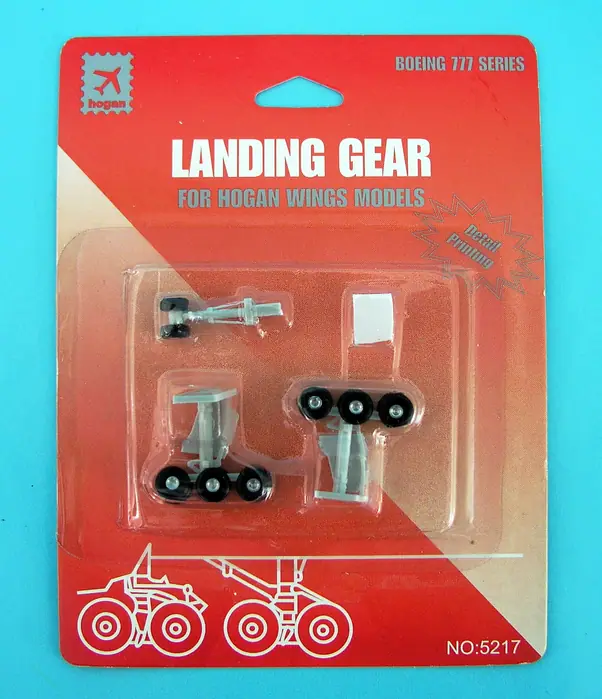 hogan
BOEING 777 SERIES
LANDING GEAR
FOR HOGAN WINGS MODELS
Detail
Printing
NO:5217